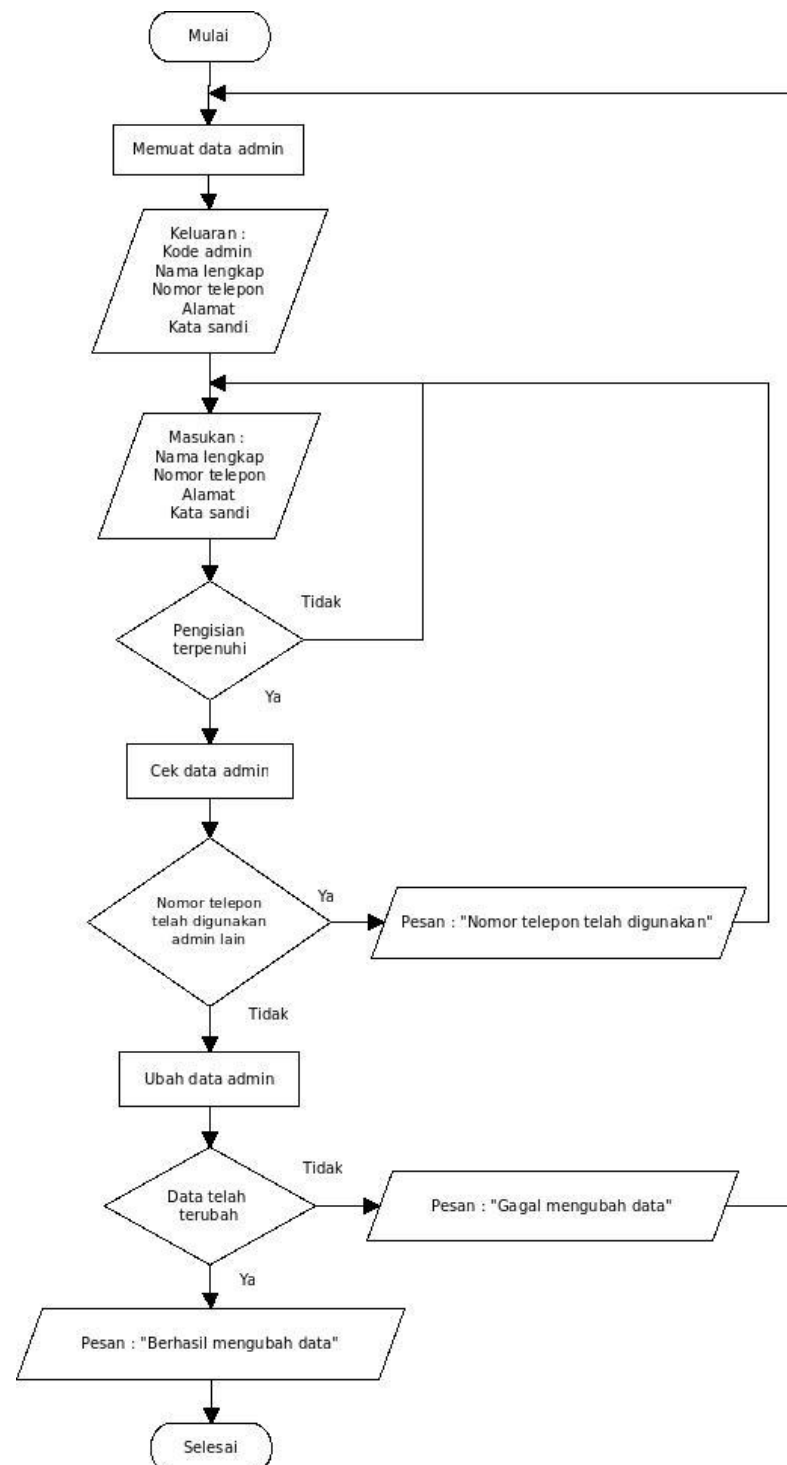 Mulai
Memuat data admin
Keluaran :
Kode admin
Nama lengkap
Nomor telepon
Alamat
Kata sandi
Masukan :
Nama lengkap
Nomor telepon
Alamat
Kata sandi
Tidak
Pengisian
terpenuhi
Ya
Cek data admin
Nomor telepon
telah digunakan
admin lain
Ya
Pesan : "Nomor telepon telah digunakan"
Tidak
Ubah data admin
Tidak
Data telah
terubah
Pesan : "Gagal mengubah data"
Ya
Pesan : "Berhasil mengubah data"
Selesai